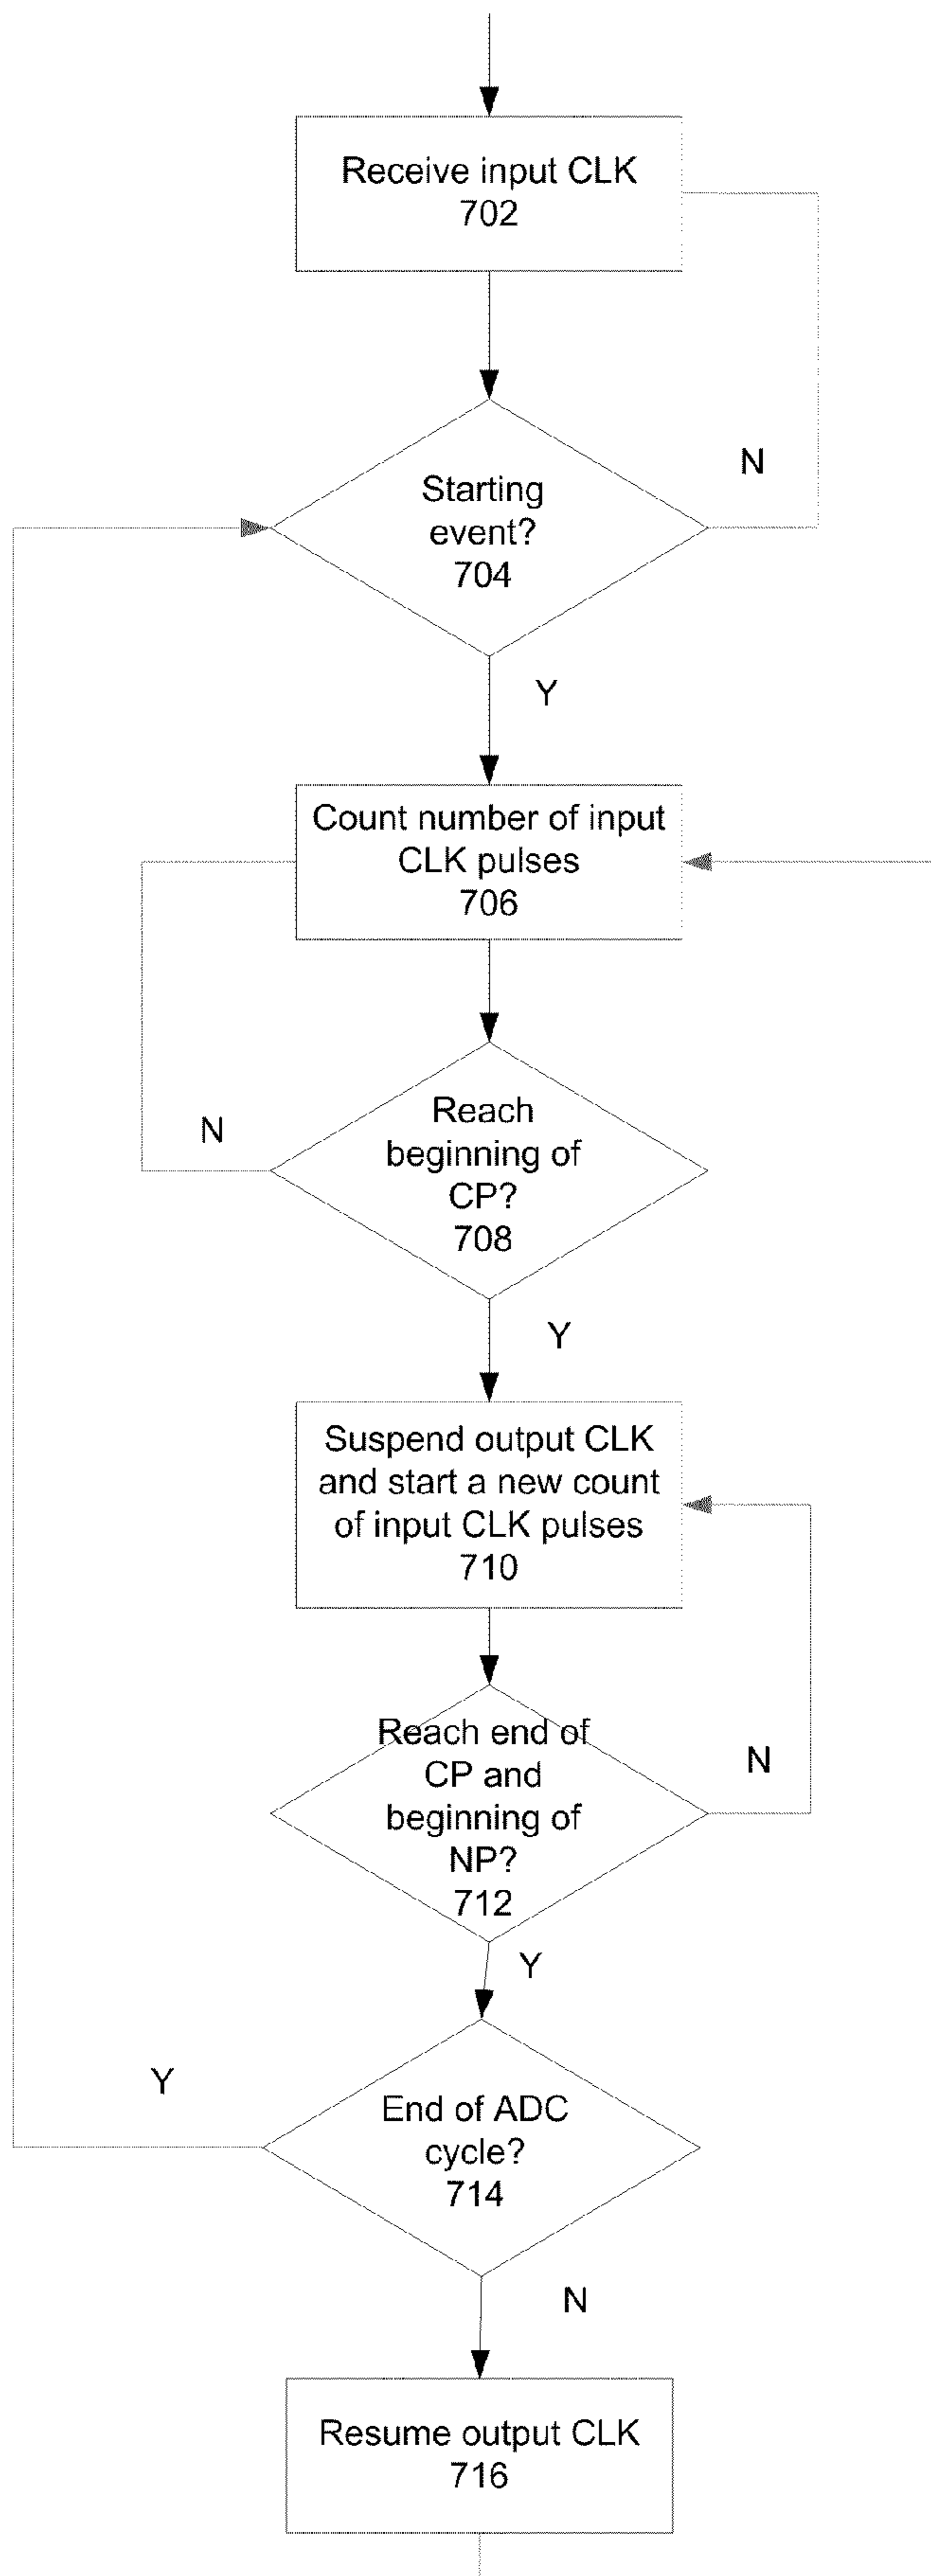 Receive input CLK
702
N
Starting
event?
704
Y
Count number of input
CLK pulses
706
N
Reach
beginning of
CP?
708
Y
Suspend output CLK
and start a new count
of input CLK pulses
710
Reach end of
CP and
beginning of
NP?
712
N
Y
Y
End of ADC
cycle?
714
N
Resume output CLK
716